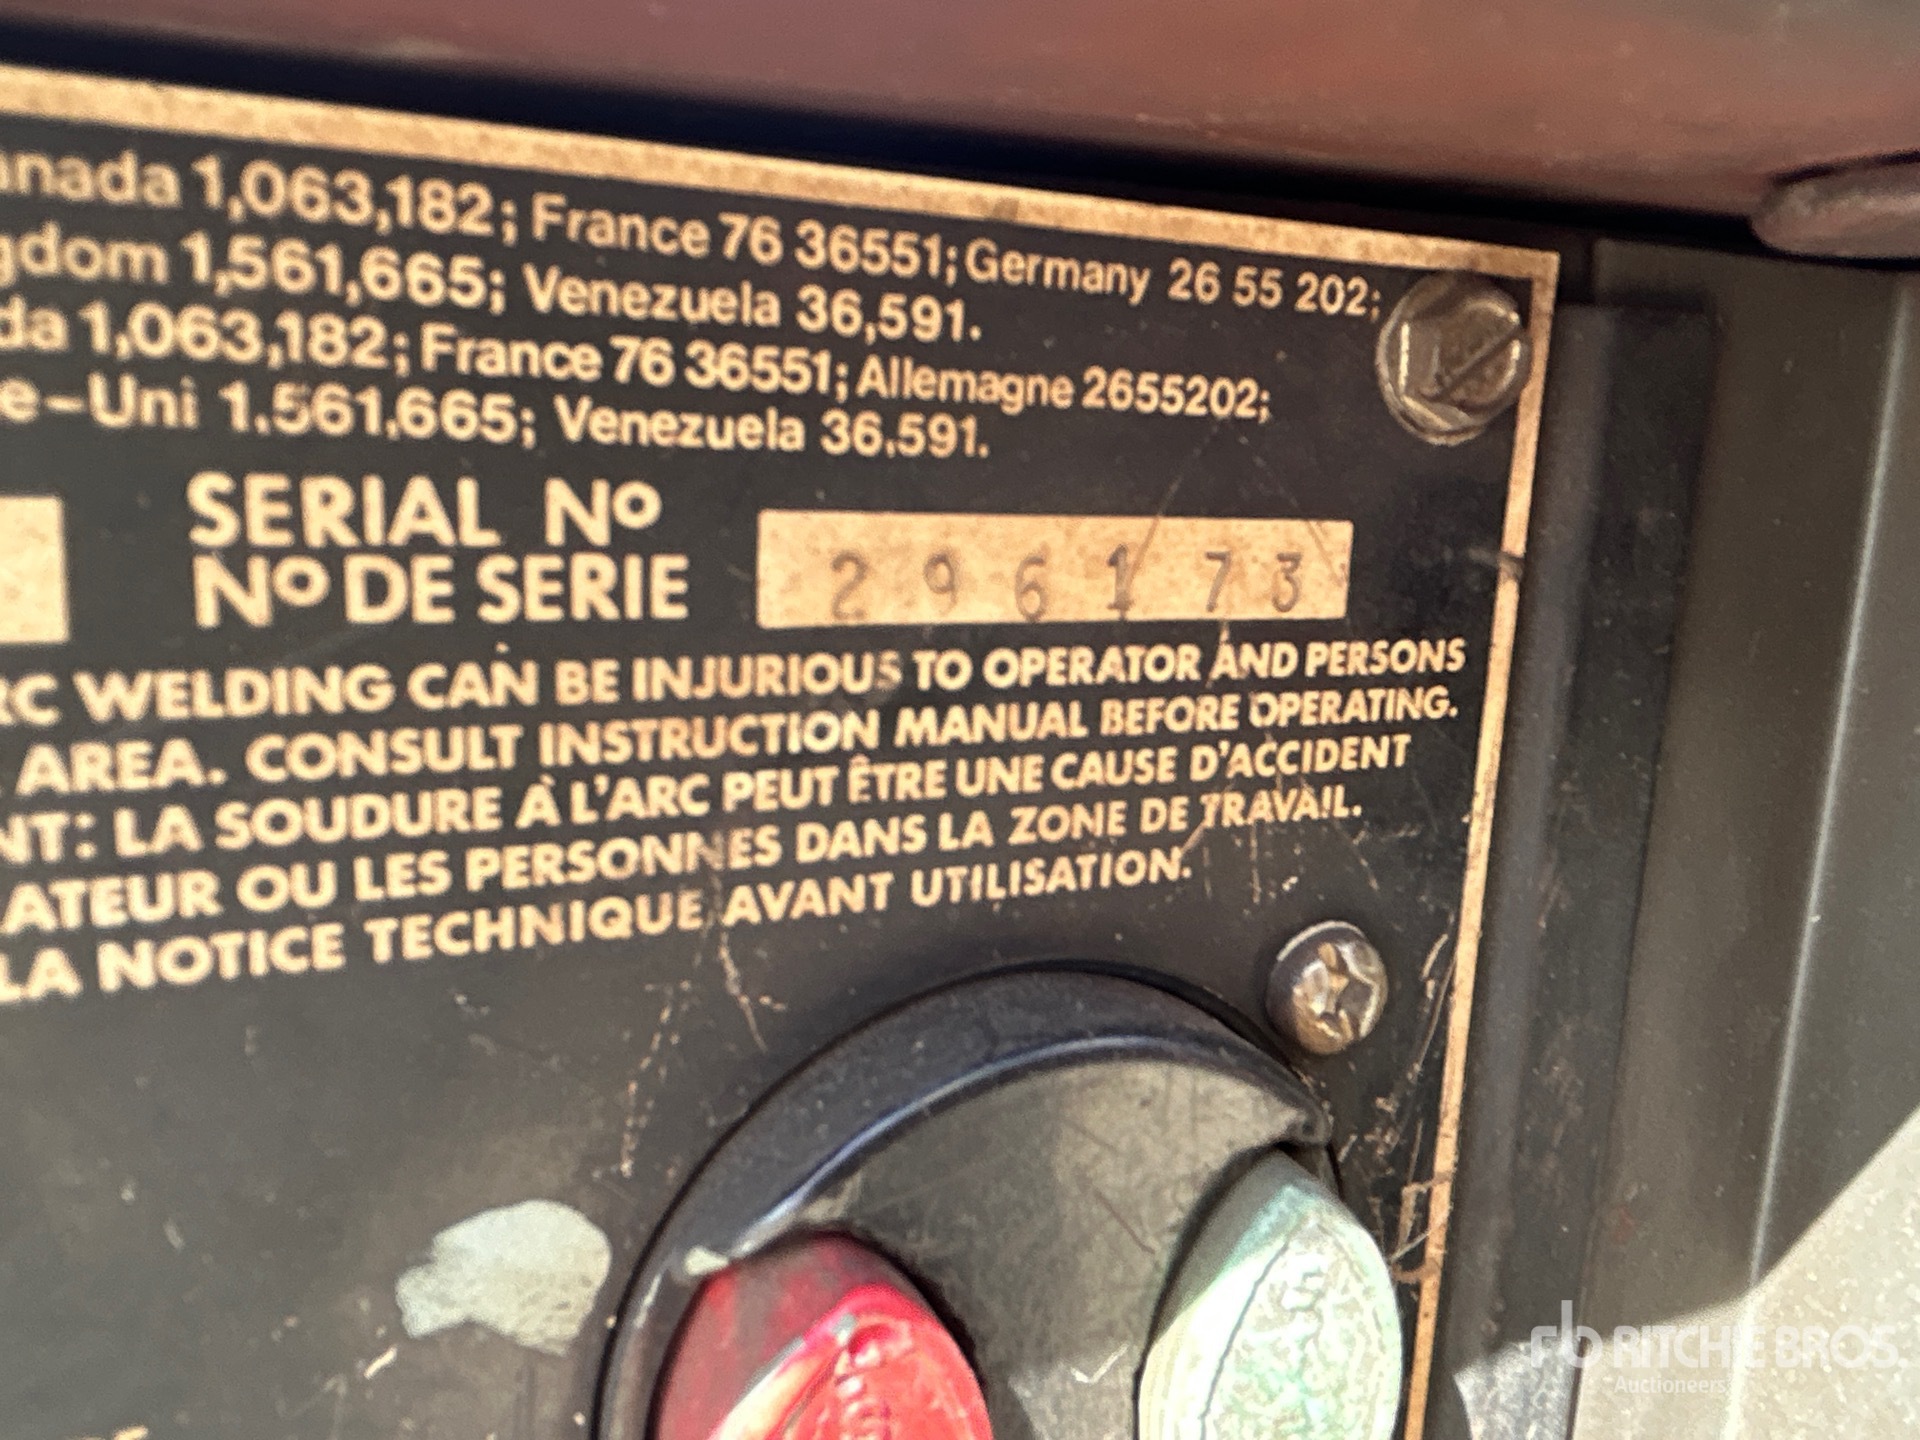 anada 1,063,182; France 76 36551; Germany 26 55 202;
gdom 1,561,665; Venezuela 36,591.
da 1,063,182; France 76 36551; Allemagne 2655202;
e-Uni 1.561.665; Venezuela 36,591.
SERIAL Nº
Nº DE SERIE
296173
RC WELDING CAN BE INJURIOUS TO OPERATOR AND PERSONS
AREA. CONSULT INSTRUCTION MANUAL BEFORE OPERATING.
NT: LA SOUDURE À L'ARC PEUT ÊTRE UNE CAUSE D'ACCIDENT
ATEUR OU LES PERSONNES DANS LA ZONE DE TRAVAIL.
LA NOTICE TECHNIQUE AVANT UTILISATION.
rb RITCHIE BROS.
Auctioneers